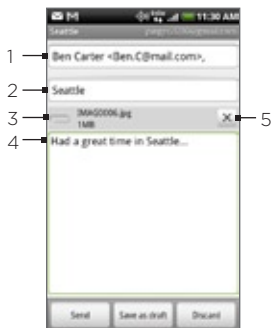 11:30 AM
Seattle
1
Ben Carter <Ben.C@mail.com>,
2
Seattle
3
IMAG0006.jpg
1MB
5
4
Had a great time in Seattle...
Send
Save as draft
Discard